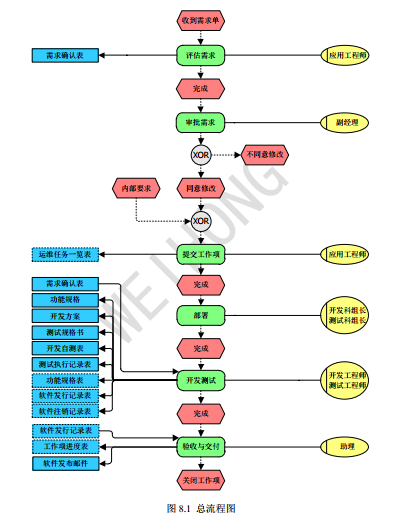 收到需求单
需求确认表
评估需求
应用工程师
完成
审批需求
副经理
XOR
不同意修改
内部要求
同意修改
XOR
运维任务一览表
提交工作项
应用工程师
完成
需求确认表
功能规格
开发方案
部署
开发科组长
测试科组长
测试规格书
开发自测表
完成
测试执行记录表
功能规格表
开发测试
开发工程师
测试工程师
软件发行记录表
软件注销记录表
完成
软件发行记录表
工作项进度表
验收与交付
助理
软件发布邮件
关闭工作项
WEI HONG
图 8.1 总流程图